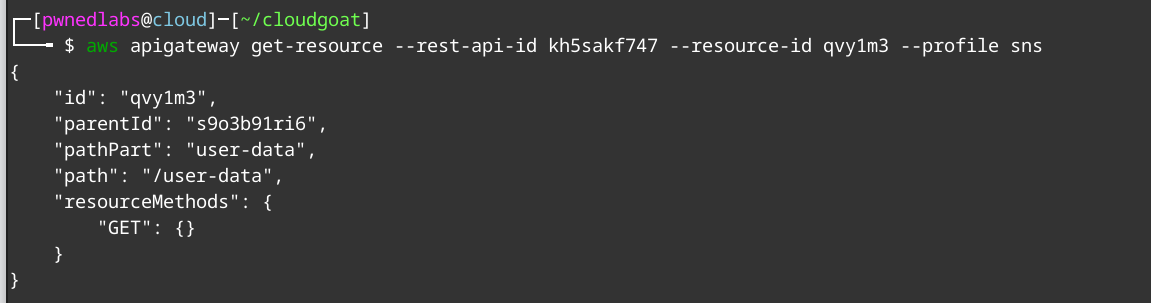 ┌─[pwnedlabs@cloud]─[~/cloudgoat]
└──╼ $ aws apigateway get-resource --rest-api-id kh5sakf747 --resource-id qvy1m3 --profile sns
{
    "id": "qvy1m3",
    "parentId": "s9o3b91ri6",
    "pathPart": "user-data",
    "path": "/user-data",
    "resourceMethods": {
        "GET": {}
    }
}